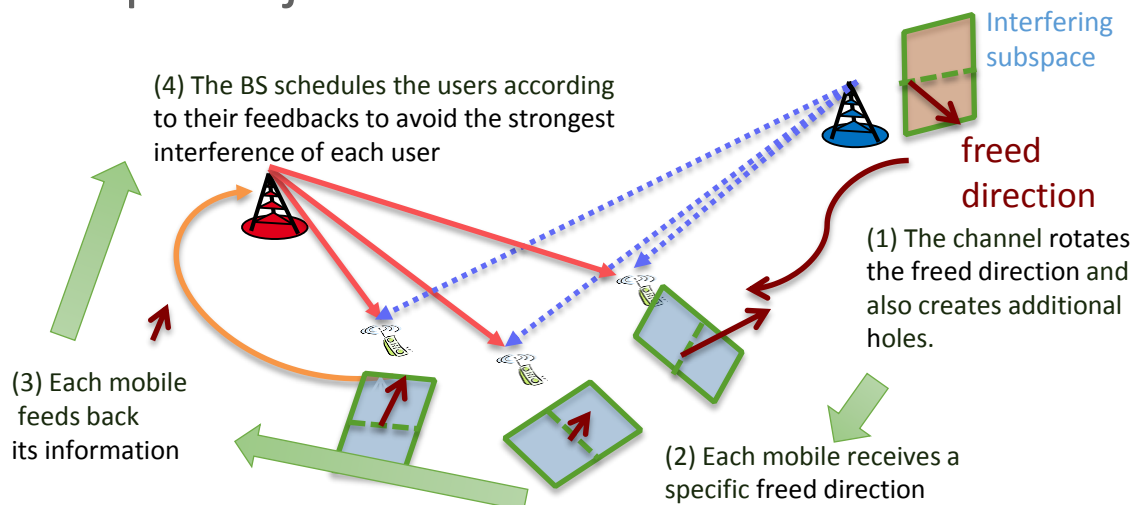 Interfering
subspace
(4) The BS schedules the users according
to their feedbacks to avoid the strongest
interference of each user
freed
direction
(1) The channel rotates
the freed direction and
also creates additional
holes.
(3) Each mobile
feeds back
its information
(2) Each mobile receives a
specific freed direction